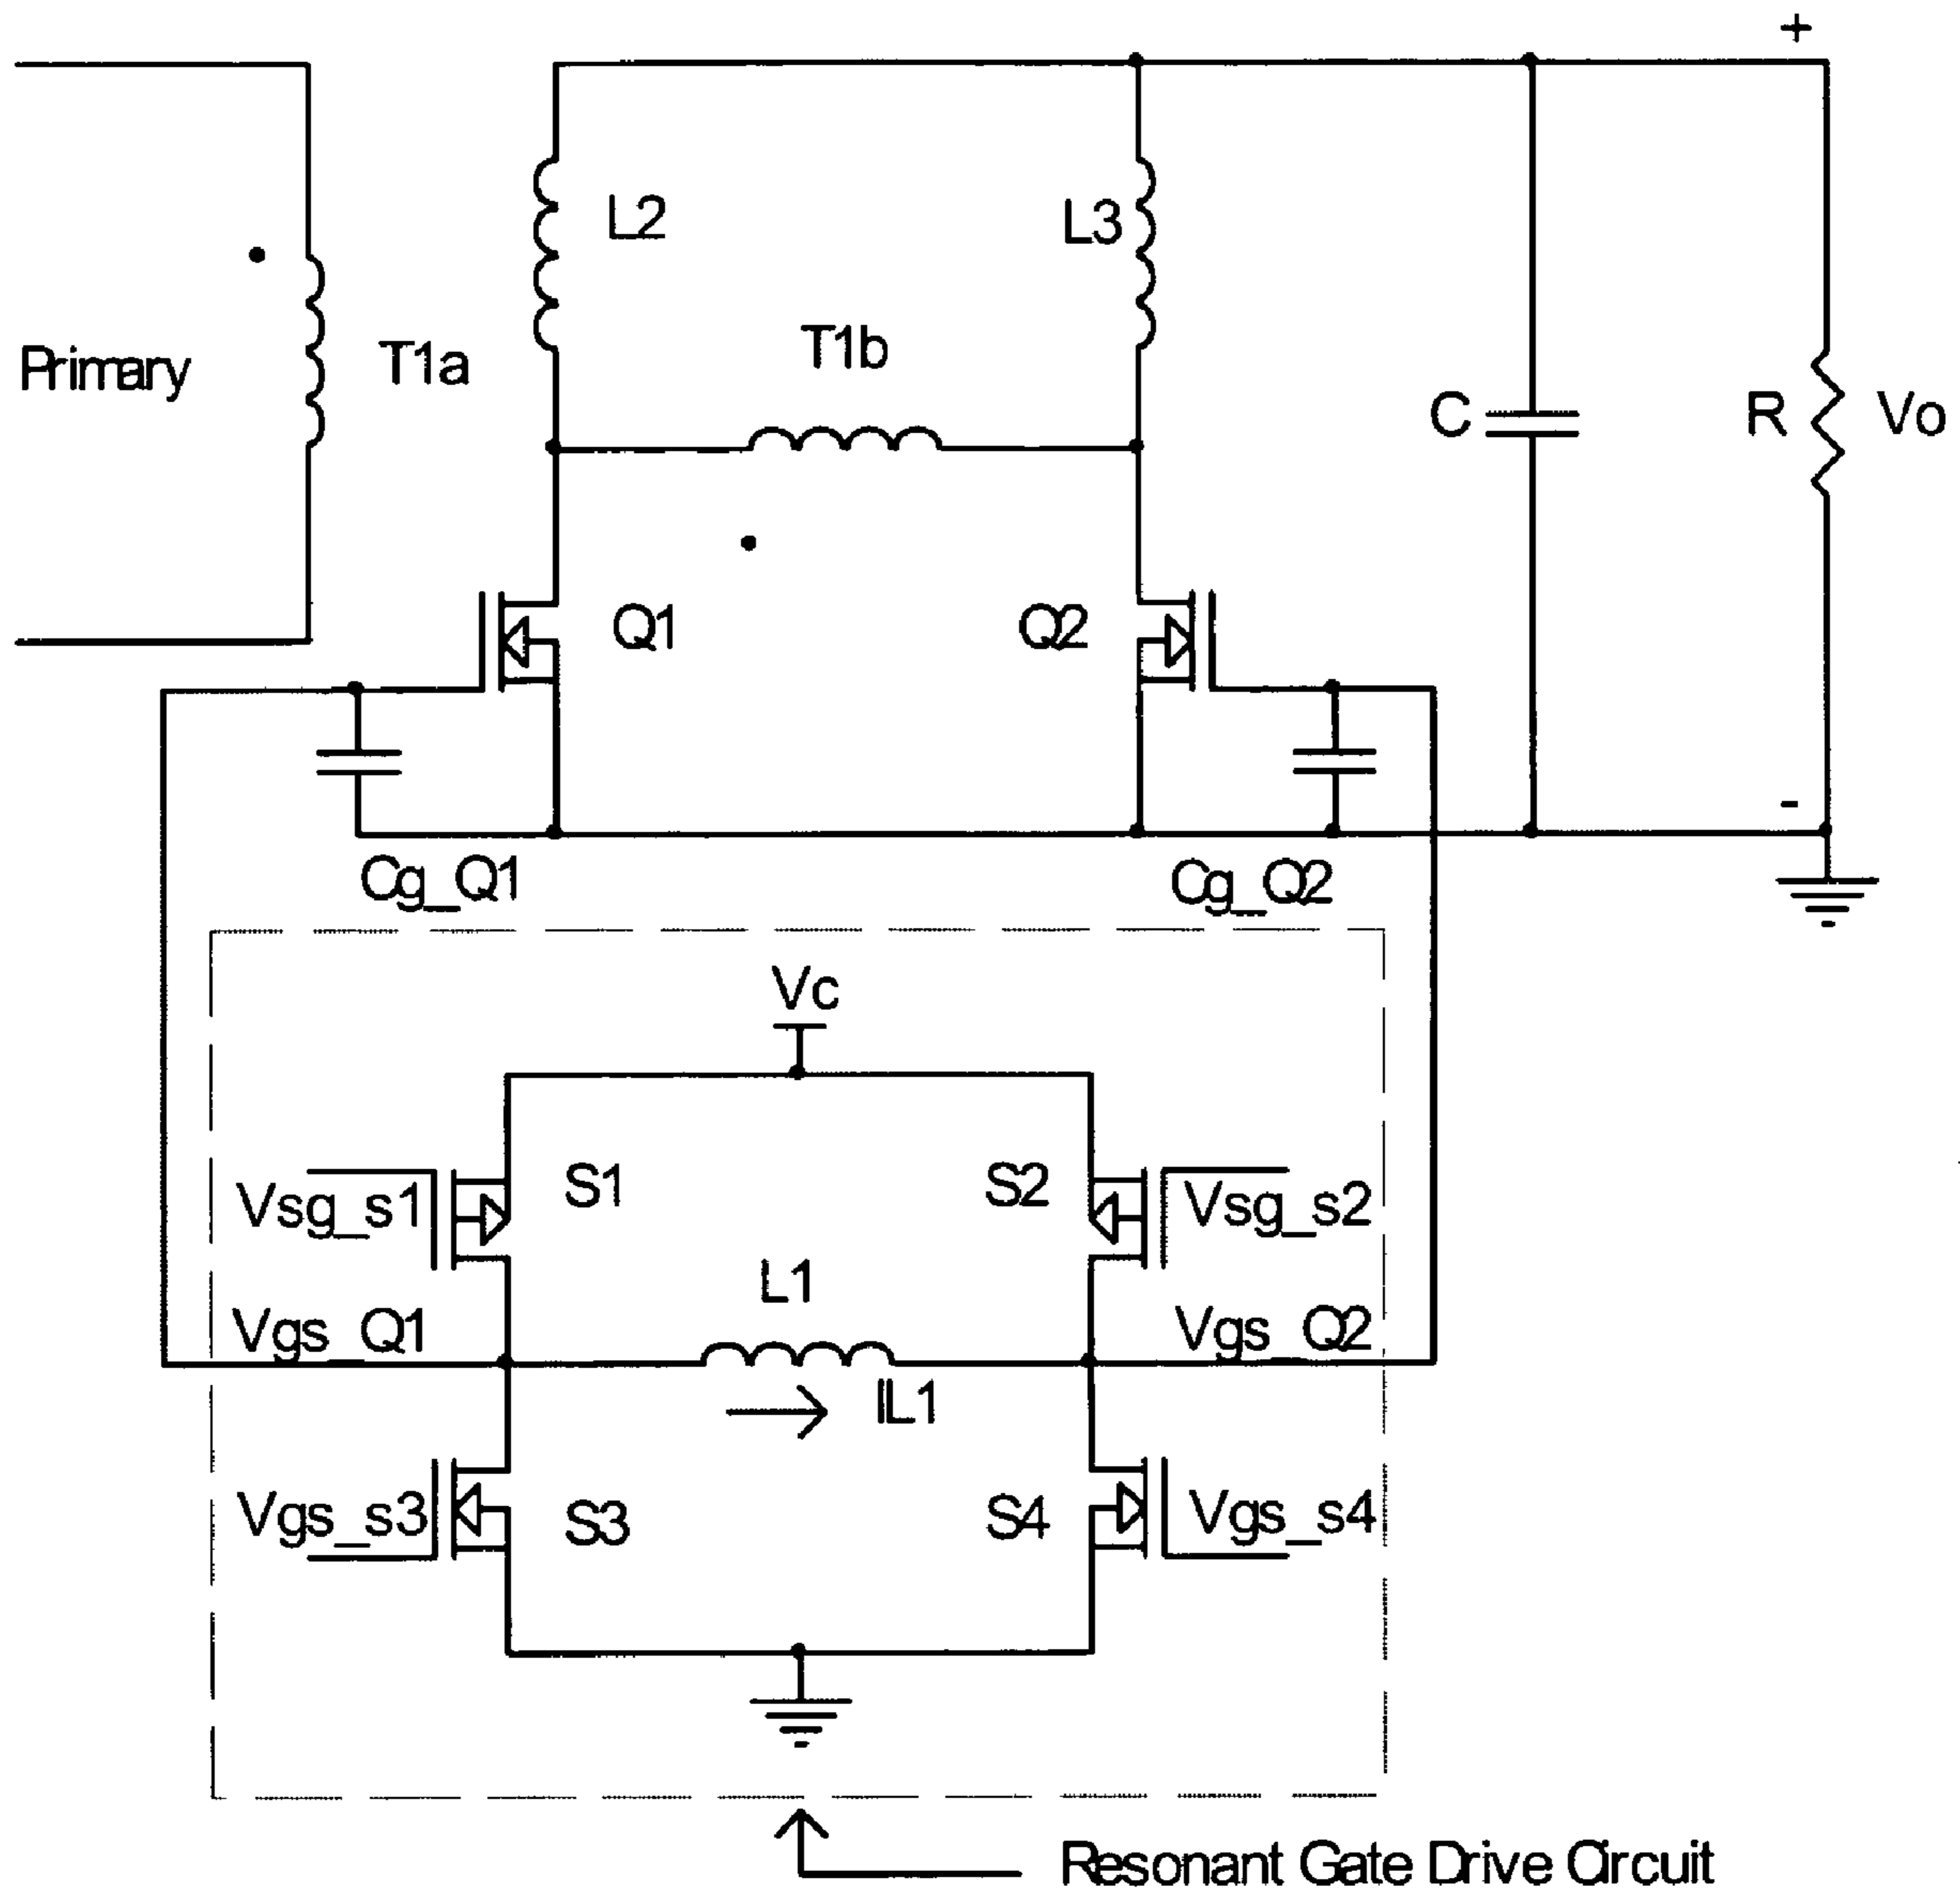 +
L2
L3
T1b
Primary
T1a
C
R
Vo
Q1
Q2
-
Cg_Q1
Cg_Q2
Vc
Vsg_s1
S1
S2
Vsg_s2
L1
Vgs_Q1
Vgs_Q2
IL1
Vgs_s3
S3
S4
Vgs_s4
Resonant Gate Drive Circuit